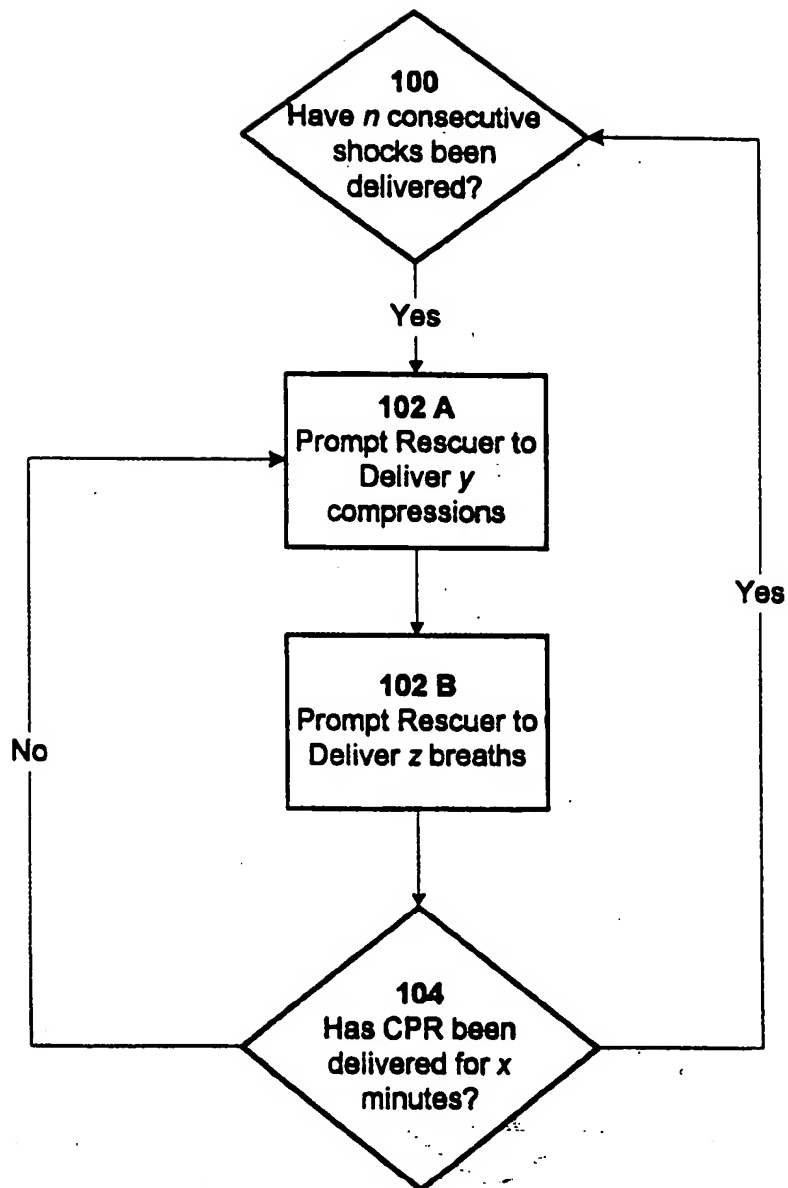 100
Have n consecutive
shocks been
delivered?
Yes
102 A
Prompt Rescuer to
Deliver y
compressions
Yes
102 B
Prompt Rescuer to
Deliver z breaths
No
104
Has CPR been
delivered for x
minutes?